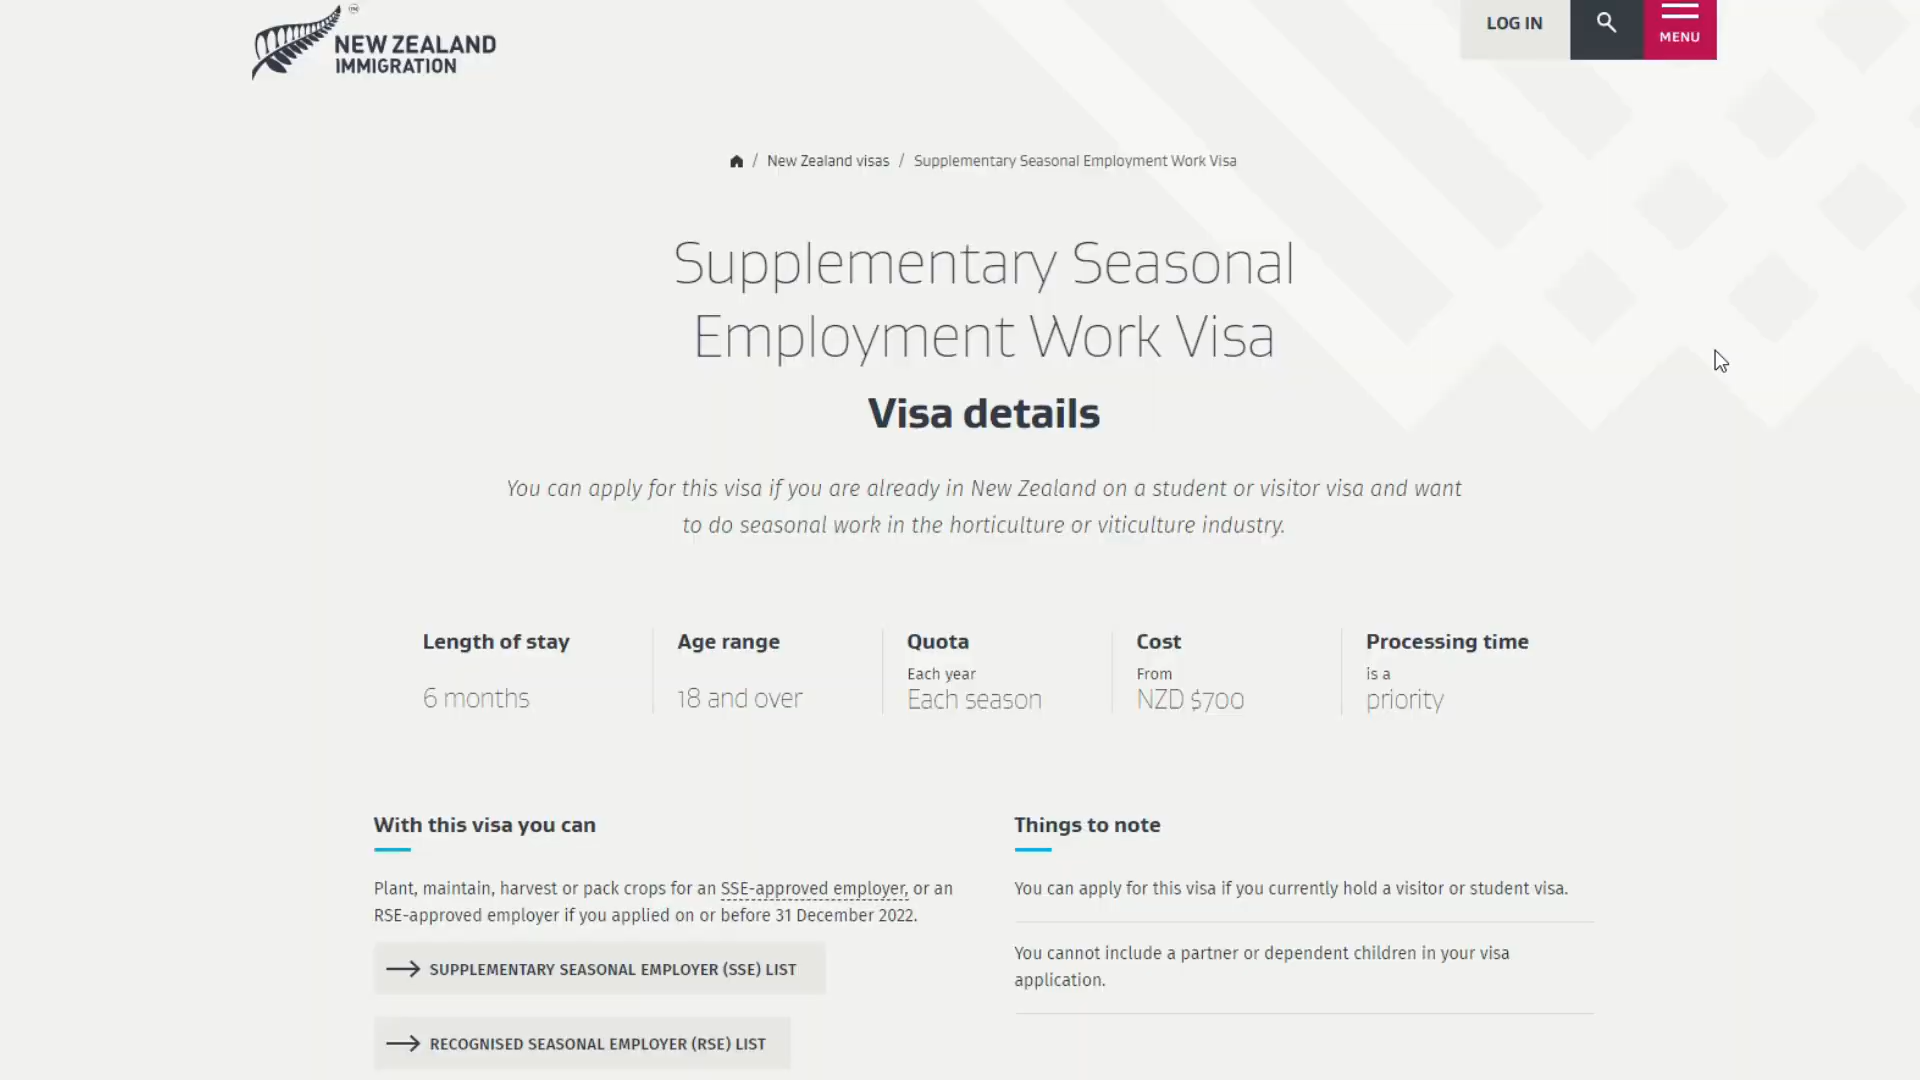 NEW ZEALAND
IMMIGRATION
LOG IN
MENU
/ New Zealand visas / Supplementary Seasonal Employment Work Visa
Supplementary Seasonal
Employment Work Visa
Visa details
You can apply for this visa if you are already in New Zealand on a student or visitor visa and want
to do seasonal work in the horticulture or viticulture industry.
Length of stay
6 months
Age range
18 and over
Quota
Each year
Each season
Cost
From
NZD $700
Processing time
is a
priority
With this visa you can
Plant, maintain, harvest or pack crops for an SSE-approved employer, or an
RSE-approved employer if you applied on or before 31 December 2022.
SUPPLEMENTARY SEASONAL EMPLOYER (SSE) LIST
RECOGNISED SEASONAL EMPLOYER (RSE) LIST
Things to note
You can apply for this visa if you currently hold a visitor or student visa.
You cannot include a partner or dependent children in your visa
application.